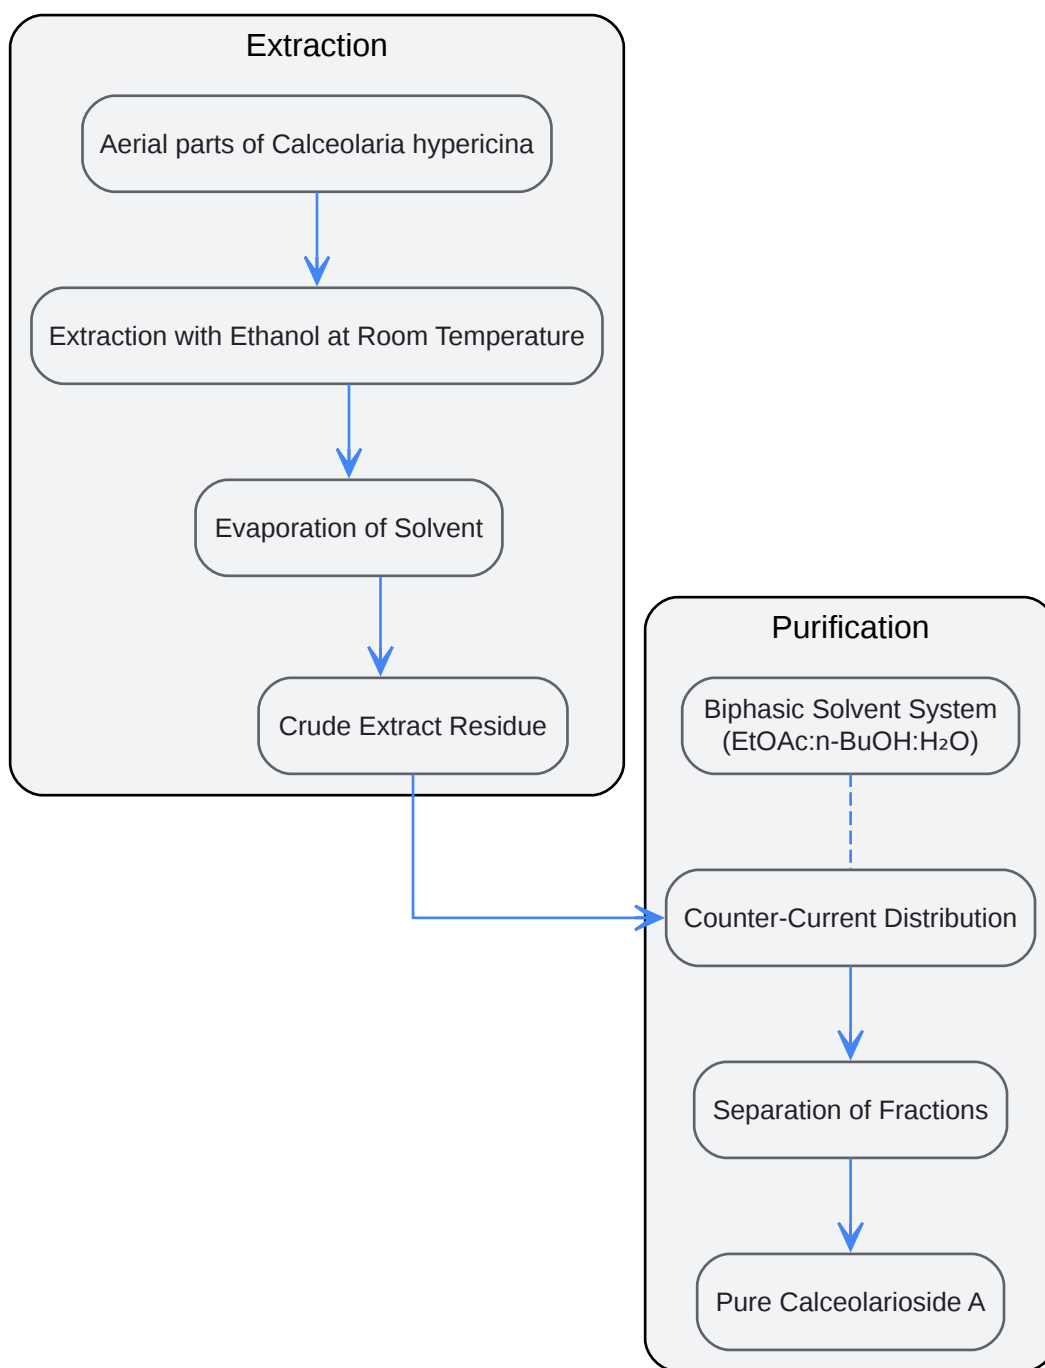 Extraction
Aerial parts of Calceolaria hypericina
Extraction with Ethanol at Room Temperature
Evaporation of Solvent
Crude Extract Residue
Purification
Biphasic Solvent System
(EtOAc:n-BuOH:H₂O)
Counter-Current Distribution
Separation of Fractions
Pure Calceolarioside A